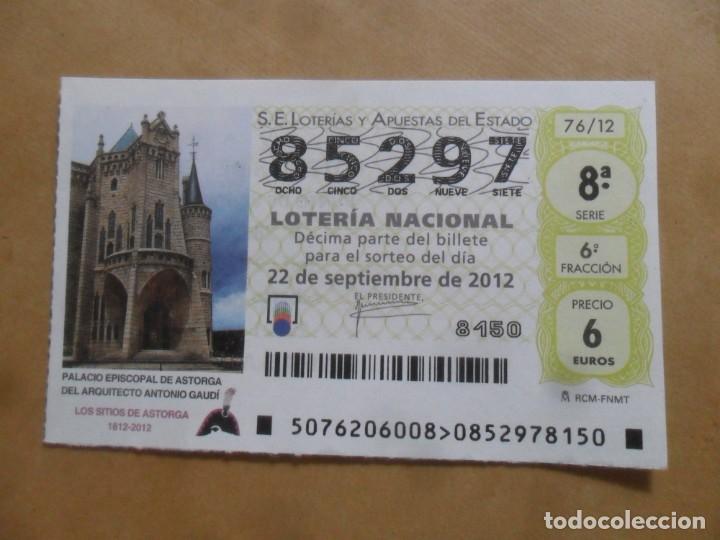 S.E. LOTERÍAS Y APUESTAS DEL ESTADO
85297
OCHO CINCO DOS NUEVE SIETE
LOTERÍA NACIONAL
Décima parte del billete
para el sorteo del día
22 de septiembre de 2012
EL PRESIDENTE,
8450
76/12
8ª
SERIE
6ª
FRACCIÓN
PRECIO
6
EUROS
RCM-FNMT
PALACIO EPISCOPAL DE ASTORGA
DEL ARQUITECTO ANTONIO GAUDÍ
LOS SITIOS DE ASTORGA
1812-2012
5076206008>0852978150
todocoleccion